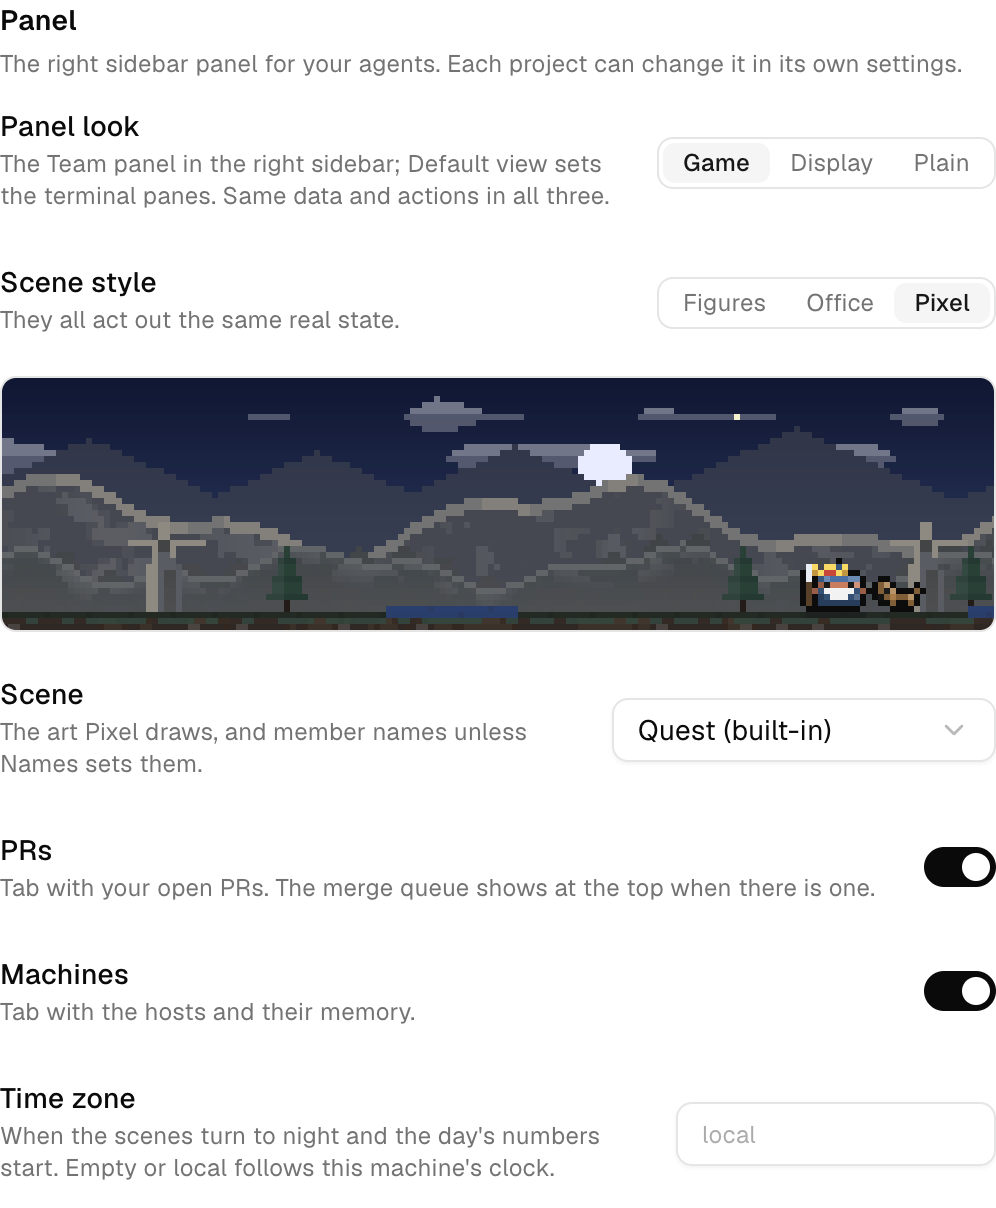 Panel
The right sidebar panel for your agents. Each project can change it in its own settings.
Panel look
The Team panel in the right sidebar; Default view sets
the terminal panes. Same data and actions in all three.
Game Display Plain
Scene style
They all act out the same real state.
Figures Office Pixel
Scene
The art Pixel draws, and member names unless
Names sets them.
Quest (built-in)
PRs
Tab with your open PRs. The merge queue shows at the top when there is one.
Machines
Tab with the hosts and their memory.
Time zone
When the scenes turn to night and the day's numbers
start. Empty or local follows this machine's clock.
local